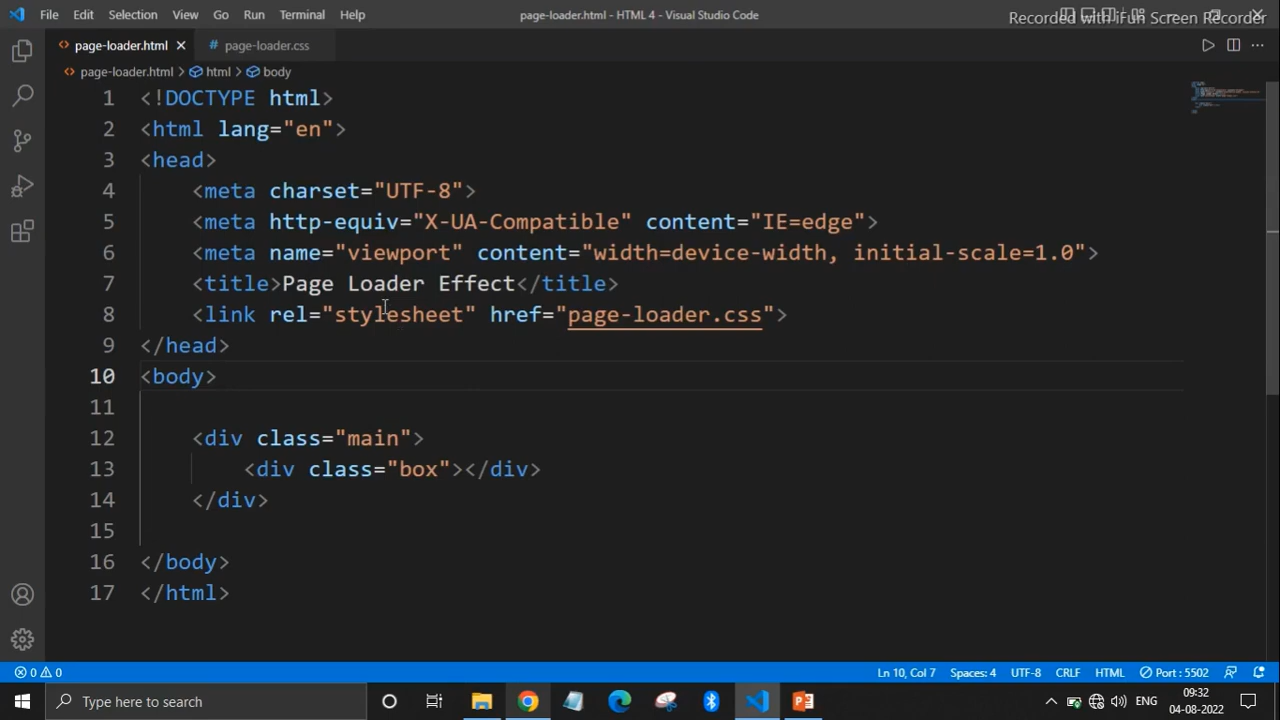 File Edit Selection View Go Run Terminal Help
page-loader.html - HTML 4 - Visual Studio Code
Recorded with iFun Screen Recorder
page-loader.html
# page-loader.css
page-loader.html > html > body
1 <!DOCTYPE html>
2 <html lang="en">
3 <head>
4 <meta charset="UTF-8">
5 <meta http-equiv="X-UA-Compatible" content="IE=edge">
6 <meta name="viewport" content="width=device-width, initial-scale=1.0">
7 <title>Page Loader Effect</title>
8 <link rel="stylesheet" href="page-loader.css">
9 </head>
10 <body>
11
12 <div class="main">
13 <div class="box"></div>
14 </div>
15
16 </body>
17 </html>
0 0 Ln 10, Col 7 Spaces: 4 UTF-8 CRLF HTML Port : 5502
Type here to search
ENG
09:32
04-08-2022